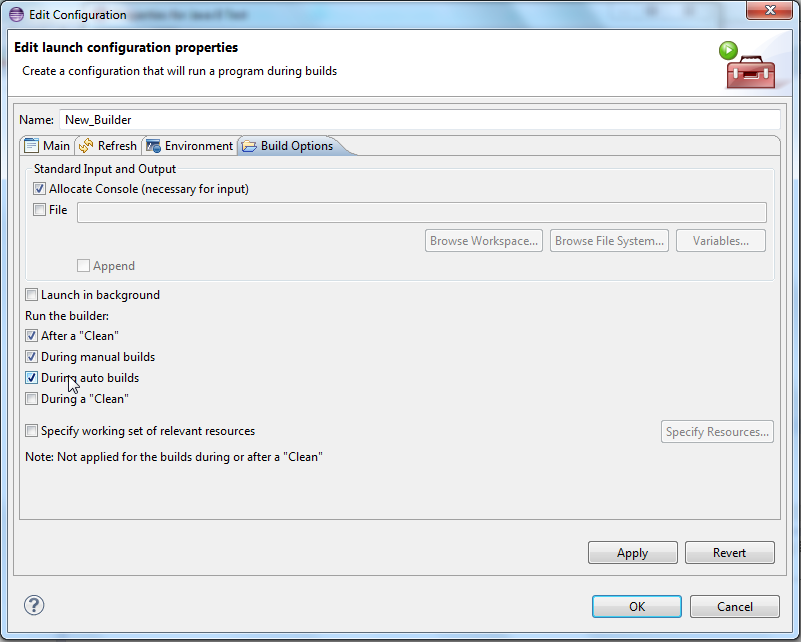 Edit Configuration
Edit launch configuration properties
Create a configuration that will run a program during builds
Name: New_Builder
Main Refresh Environment Build Options
Standard Input and Output
Allocate Console (necessary for input)
File
Browse Workspace... Browse File System... Variables...
Append
Launch in background
Run the builder:
After a "Clean"
During manual builds
During auto builds
During a "Clean"
Specify working set of relevant resources Specify Resources...
Note: Not applied for the builds during or after a "Clean"
Apply Revert
OK Cancel